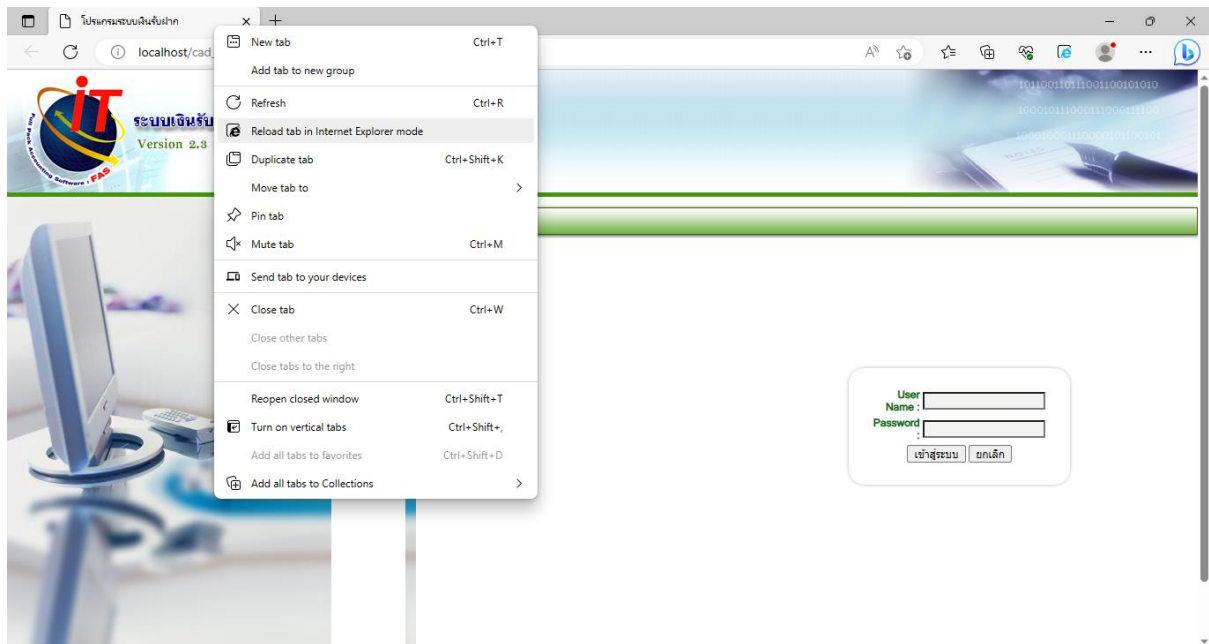 โปรแกรมระบบเงินรับฝาก
localhost/cad_
iT
Full Pack Accounting Software : FAS
ระบบเงินรับ
Version 2.3
New tab Ctrl+T
Add tab to new group
Refresh Ctrl+R
Reload tab in Internet Explorer mode
Duplicate tab Ctrl+Shift+K
Move tab to
Pin tab
Mute tab Ctrl+M
Send tab to your devices
Close tab Ctrl+W
Close other tabs
Close tabs to the right
Reopen closed window Ctrl+Shift+T
Turn on vertical tabs Ctrl+Shift+,
Add all tabs to favorites Ctrl+Shift+D
Add all tabs to Collections
NOTES
User
Name :
Password
:
เข้าสู่ระบบ ยกเลิก